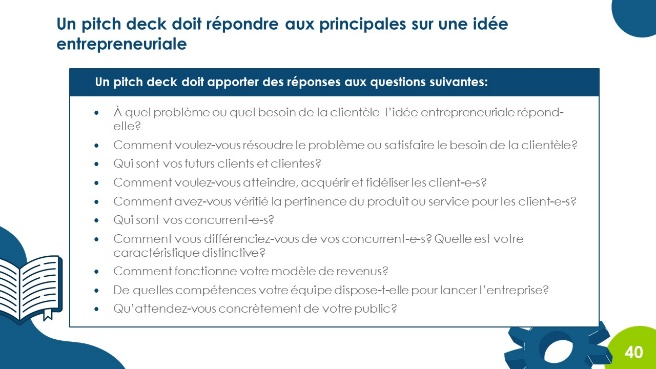 Un pitch deck doit répondre aux principales sur une idée
entrepreneuriale
Un pitch deck doit apporter des réponses aux questions suivantes:
• À quel problème ou quel besoin de la clientèle l'idée entrepreneuriale répond-
elle?
• Comment voulez-vous résoudre le problème ou satisfaire le besoin de la clientèle?
• Qui sont vos futurs clients et clientes?
• Comment voulez-vous atteindre, acquérir et fidéliser les client-e-s?
• Comment avez-vous vérifié la pertinence du produit ou service pour les client-e-s?
• Qui sont vos concurrent-e-s?
• Comment vous différenciez-vous de vos concurrent-e-s? Quelle est votre
caractéristique distinctive?
• Comment fonctionne votre modèle de revenus?
• De quelles compétences votre équipe dispose-t-elle pour lancer l'entreprise?
• Qu'attendez-vous concrètement de votre public?
40